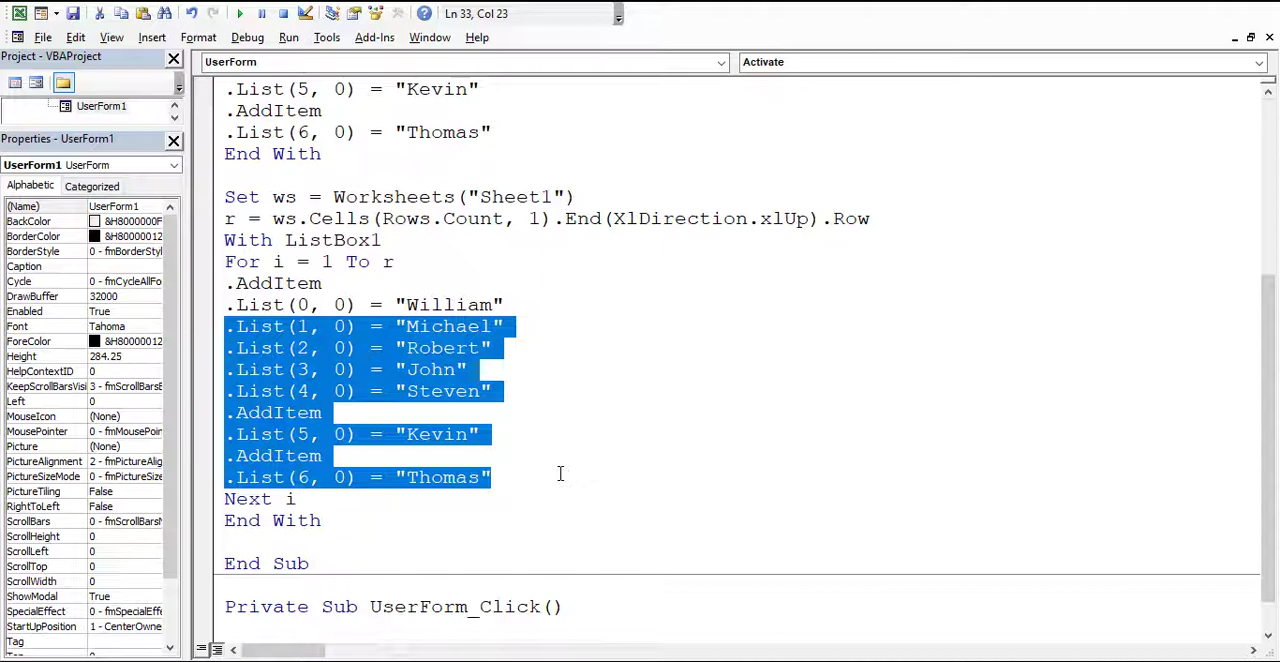 Ln 33, Col 23
File Edit View Insert Format Debug Run Tools Add-Ins Window Help
Project - VBAProject
UserForm1
Properties - UserForm1
UserForm1 UserForm
Alphabetic Categorized
(Name) UserForm1
BackColor &H8000000F
BorderColor &H80000012
BorderStyle 0 - fmBorderStyl
Caption
Cycle 0 - fmCycleAllFo
DrawBuffer 32000
Enabled True
Font Tahoma
ForeColor &H80000012
Height 284.25
HelpContextID 0
KeepScrollBarsVisi 3 - fmScrollBarsB
Left 0
MouseIcon (None)
MousePointer 0 - fmMousePoin
Picture (None)
PictureAlignment 2 - fmPictureAlig
PictureSizeMode 0 - fmPictureSize
PictureTiling False
RightToLeft False
ScrollBars 0 - fmScrollBarsN
ScrollHeight 0
ScrollLeft 0
ScrollTop 0
ScrollWidth 0
ShowModal True
SpecialEffect 0 - fmSpecialEffe
StartUpPosition 1 - CenterOwne
Tag
UserForm Activate
.List(5, 0) = "Kevin"
.AddItem
.List(6, 0) = "Thomas"
End With
Set ws = Worksheets("Sheet1")
r = ws.Cells(Rows.Count, 1).End(XlDirection.xlUp).Row
With ListBox1
For i = 1 To r
.AddItem
.List(0, 0) = "William"
.List(1, 0) = "Michael"
.List(2, 0) = "Robert"
.List(3, 0) = "John"
.List(4, 0) = "Steven"
.AddItem
.List(5, 0) = "Kevin"
.AddItem
.List(6, 0) = "Thomas"
Next i
End With
End Sub
Private Sub UserForm_Click()